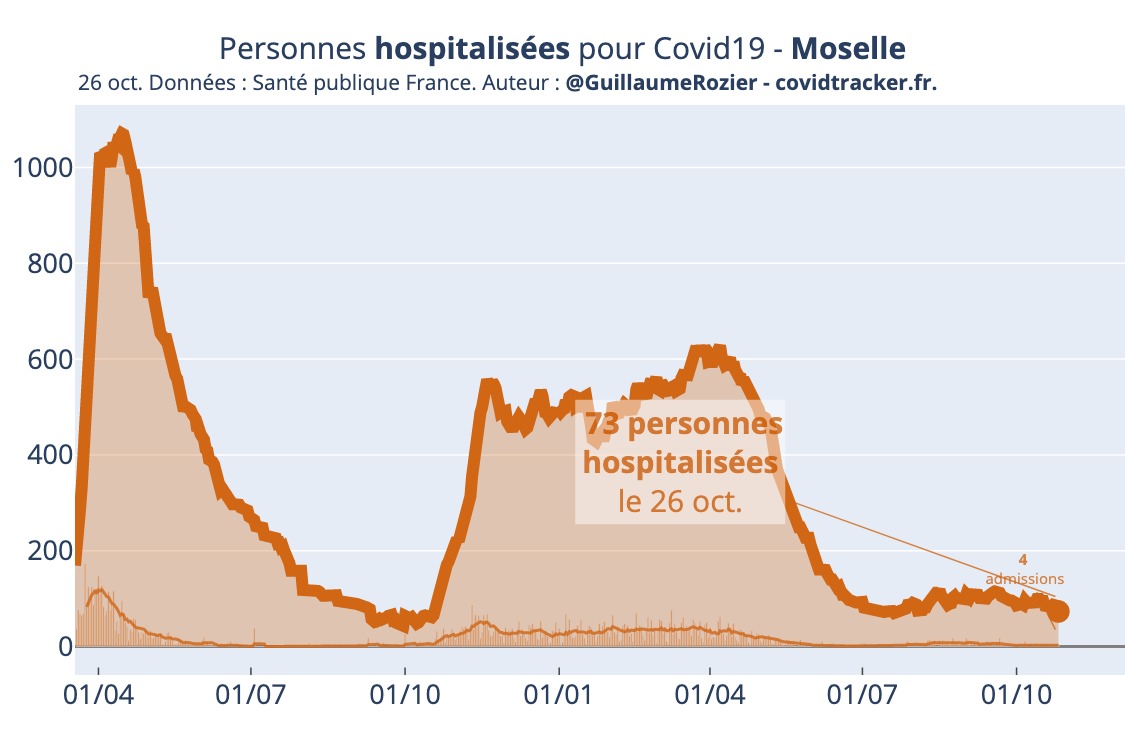 Personnes hospitalisées pour Covid19 - Moselle
26 oct. Données : Santé publique France. Auteur : @GuillaumeRozier - covidtracker.fr.
1000
800
600
400
200
0
73 personnes
hospitalisées
le 26 oct.
4
admissions
01/04 01/07 01/10 01/01 01/04 01/07 01/10